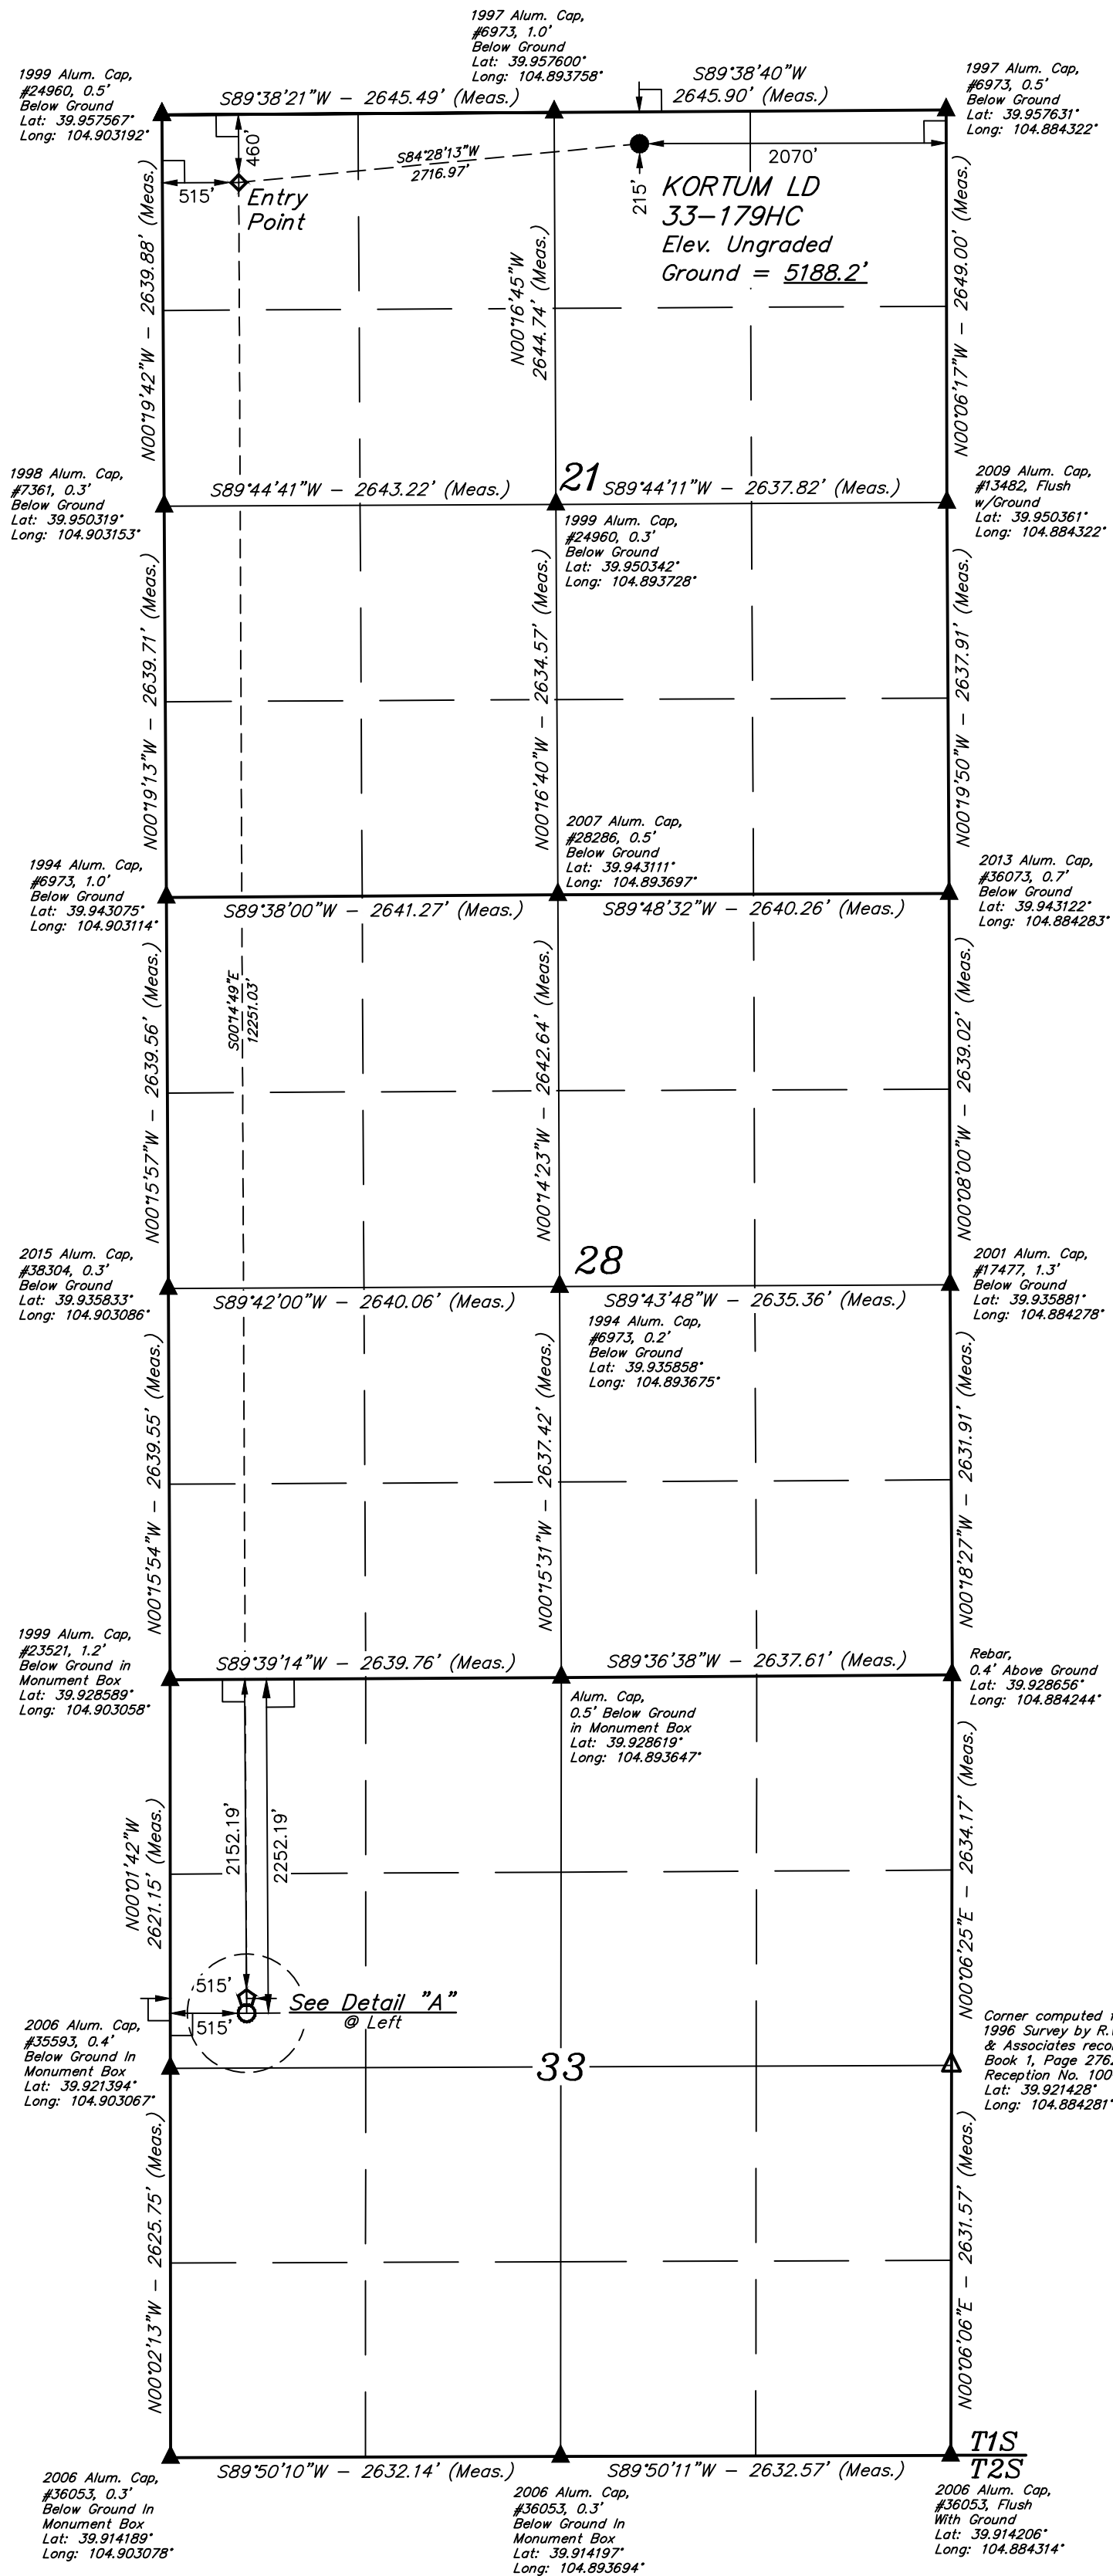 1997 Alum. Cap,
#6973, 1.0'
Below Ground
Lat: 39.957600°
Long: 104.893758°
1999 Alum. Cap,
#24960, 0.5'
Below Ground
Lat: 39.957567°
Long: 104.903192°
S89°38'21"W - 2645.49' (Meas.)
S89°38'40"W
2645.90' (Meas.)
1997 Alum. Cap,
#6973, 0.5'
Below Ground
Lat: 39.957631°
Long: 104.884322°
460'
515'
Entry
Point
S84°28'13"W
2716.97'
2070'
215'
KORTUM LD
33-179HC
Elev. Ungraded
Ground = 5188.2'
N00°19'42"W - 2639.88' (Meas.)
N00°16'45"W
2644.74' (Meas.)
N00°06'17"W - 2649.00' (Meas.)
1998 Alum. Cap,
#7361, 0.3'
Below Ground
Lat: 39.950319°
Long: 104.903153°
S89°44'41"W - 2643.22' (Meas.)
21
S89°44'11"W - 2637.82' (Meas.)
2009 Alum. Cap,
#13482, Flush
w/Ground
Lat: 39.950361°
Long: 104.884322°
1999 Alum. Cap,
#24960, 0.3'
Below Ground
Lat: 39.950342°
Long: 104.893728°
N00°19'13"W - 2639.71' (Meas.)
N00°16'40"W - 2634.57' (Meas.)
N00°19'50"W - 2637.91' (Meas.)
2007 Alum. Cap,
#28286, 0.5'
Below Ground
Lat: 39.943111°
Long: 104.893697°
1994 Alum. Cap,
#6973, 1.0'
Below Ground
Lat: 39.943075°
Long: 104.903114°
2013 Alum. Cap,
#36073, 0.7'
Below Ground
Lat: 39.943122°
Long: 104.884283°
S89°38'00"W - 2641.27' (Meas.)
S89°48'32"W - 2640.26' (Meas.)
N00°15'57"W - 2639.56' (Meas.)
S00°14'49"E
12251.03'
N00°14'23"W - 2642.64' (Meas.)
N00°08'00"W - 2639.02' (Meas.)
2015 Alum. Cap,
#38304, 0.3'
Below Ground
Lat: 39.935833°
Long: 104.903086°
28
S89°42'00"W - 2640.06' (Meas.)
S89°43'48"W - 2635.36' (Meas.)
2001 Alum. Cap,
#17477, 1.3'
Below Ground
Lat: 39.935881°
Long: 104.884278°
1994 Alum. Cap,
#6973, 0.2'
Below Ground
Lat: 39.935858°
Long: 104.893675°
N00°15'54"W - 2639.55' (Meas.)
N00°15'31"W - 2637.42' (Meas.)
N00°18'27"W - 2631.91' (Meas.)
1999 Alum. Cap,
#23521, 1.2'
Below Ground in
Monument Box
Lat: 39.928589°
Long: 104.903058°
S89°39'14"W - 2639.76' (Meas.)
S89°36'38"W - 2637.61' (Meas.)
Rebar,
0.4' Above Ground
Lat: 39.928656°
Long: 104.884244°
Alum. Cap,
0.5' Below Ground
in Monument Box
Lat: 39.928619°
Long: 104.893647°
N00°01'42"W
2621.15' (Meas.)
2152.19'
2252.19'
N00°06'25"E - 2634.17' (Meas.)
515'
515'
See Detail "A"
@ Left
2006 Alum. Cap,
#35593, 0.4'
Below Ground In
Monument Box
Lat: 39.921394°
Long: 104.903067°
33
Corner computed
1996 Survey by R.
& Associates
Book 1, Page 276
Reception No. 100
Lat: 39.921428°
Long: 104.884281°
N00°02'13"W - 2625.75' (Meas.)
N00°06'06"E - 2631.57' (Meas.)
S89°50'10"W - 2632.14' (Meas.)
S89°50'11"W - 2632.57' (Meas.)
T1S
T2S
2006 Alum. Cap,
#36053, 0.3'
Below Ground In
Monument Box
Lat: 39.914189°
Long: 104.903078°
2006 Alum. Cap,
#36053, 0.3'
Below Ground In
Monument Box
Lat: 39.914197°
Long: 104.893694°
2006 Alum. Cap,
#36053, Flush
With Ground
Lat: 39.914206°
Long: 104.884314°